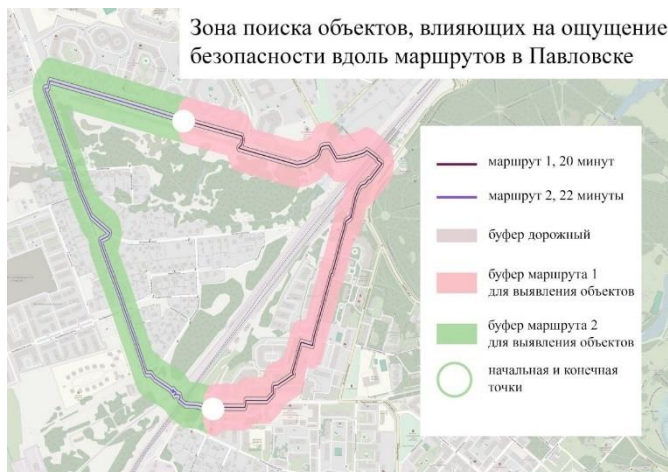 Зона поиска объектов, влияющих на ощущение
безопасности вдоль маршрутов в Павловске
маршрут 1, 20 минут
маршрут 2, 22 минуты
буфер дорожный
буфер маршрута 1
для выявления объектов
буфер маршрута 2
для выявления объектов
начальная и конечная
точки